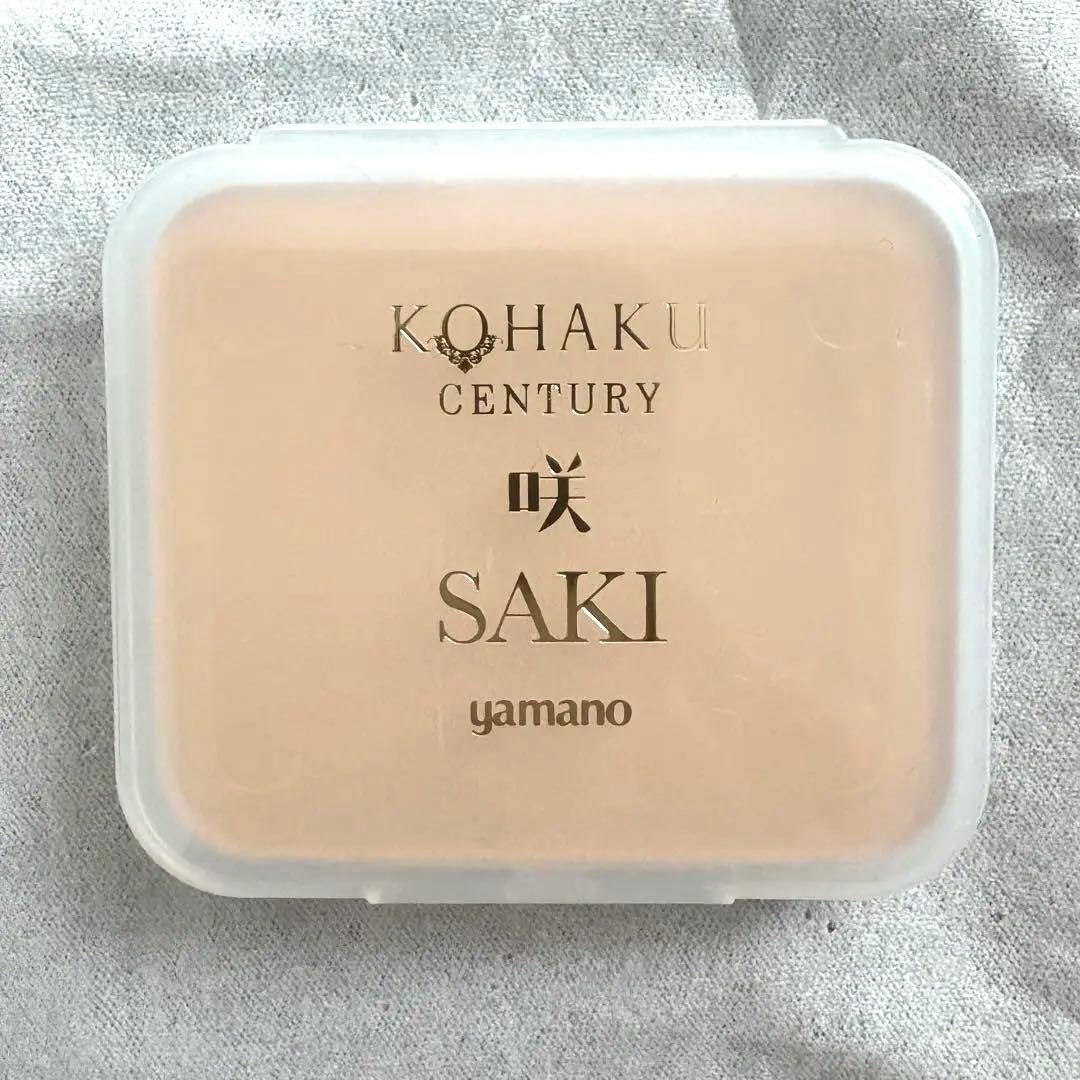 KOHAKU
CENTURY
咲
SAKI
yamano